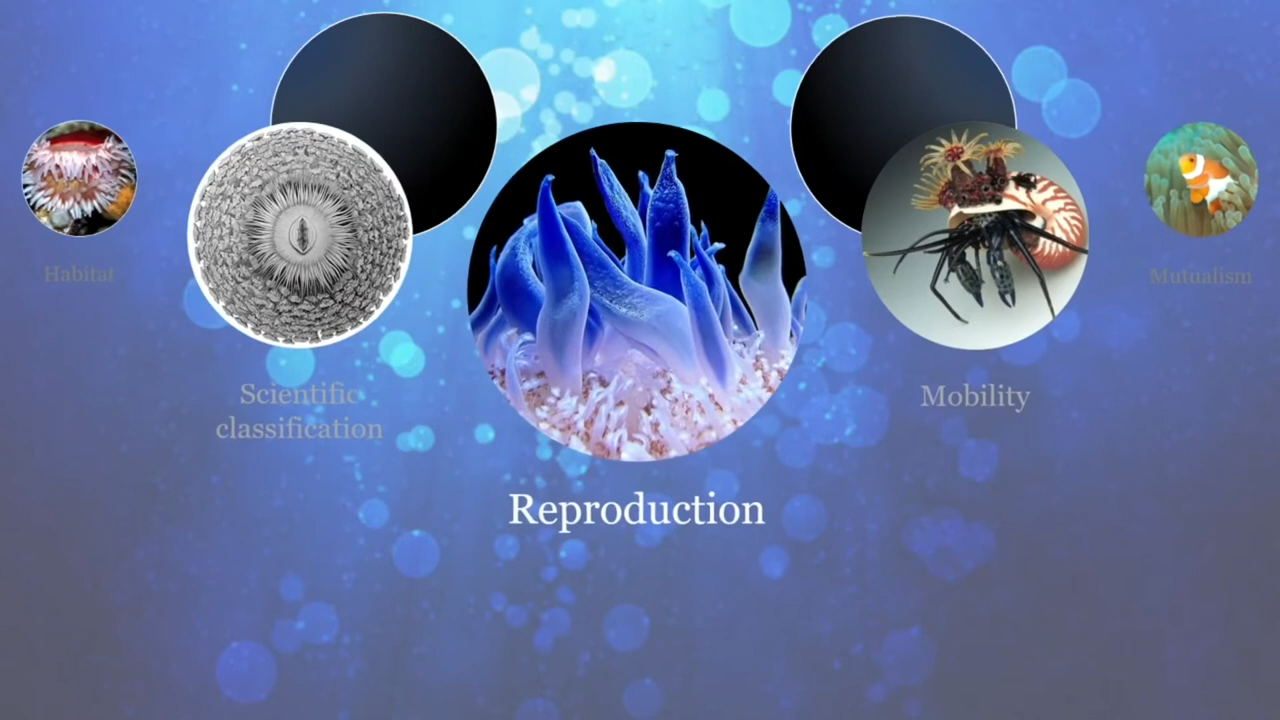 Habitat
Scientific
classification
Reproduction
Mobility
Mutualism